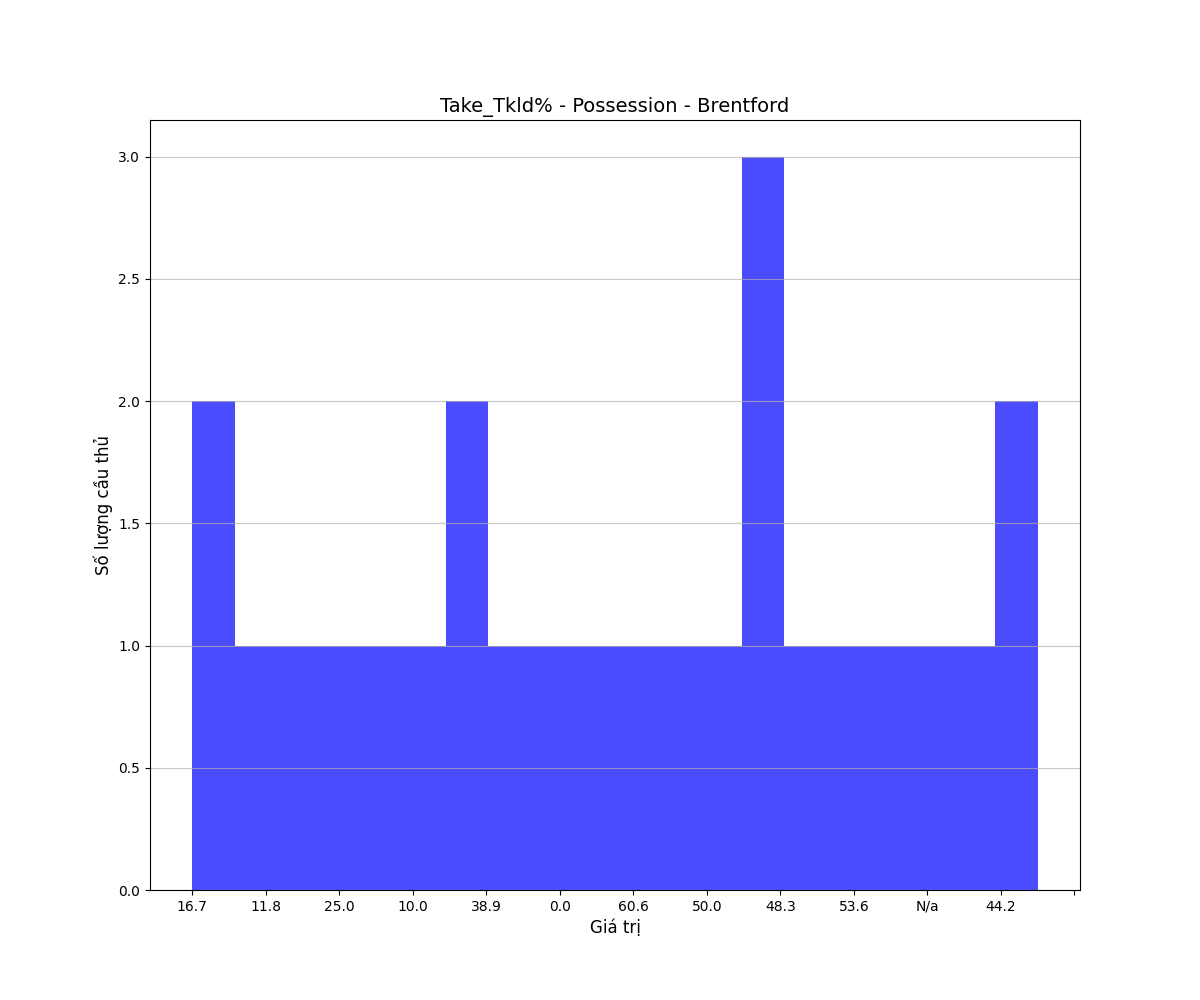 Take_Tkld% - Possession - Brentford
3.0
2.5
2.0
1.5
1.0
0.5
0.0
Số lượng cầu thủ
16.7 11.8 25.0 10.0 38.9 0.0 60.6 50.0 48.3 53.6 N/a 44.2
Giá trị